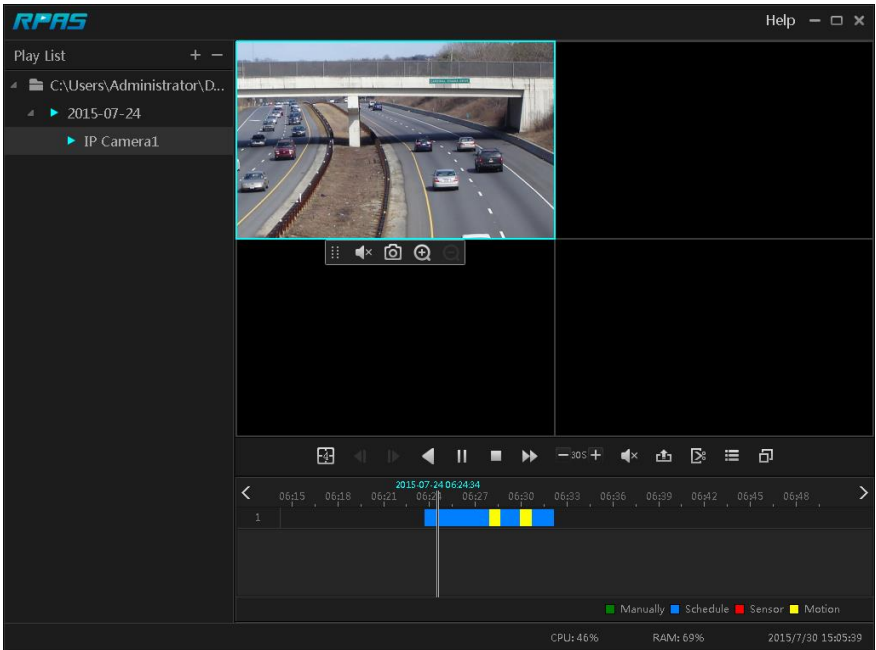 RPAS
Help
Play List
C:\Users\Administrator\D...
2015-07-24
IP Camera1
4
30S
2015-07-24 06:24:34
06:15 06:18 06:21 06:24 06:27 06:30 06:33 06:36 06:39 06:42 06:45 06:48
1
Manually Schedule Sensor Motion
CPU: 46% RAM: 69% 2015/7/30 15:05:39